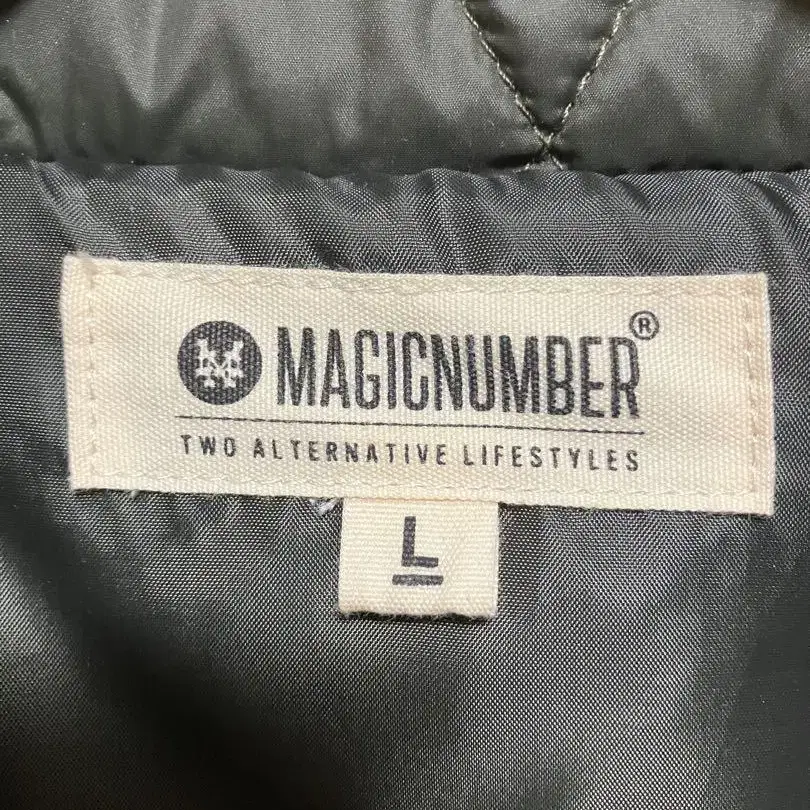 M MAGICNUMBER®
TWO ALTERNATIVE LIFESTYLES
L